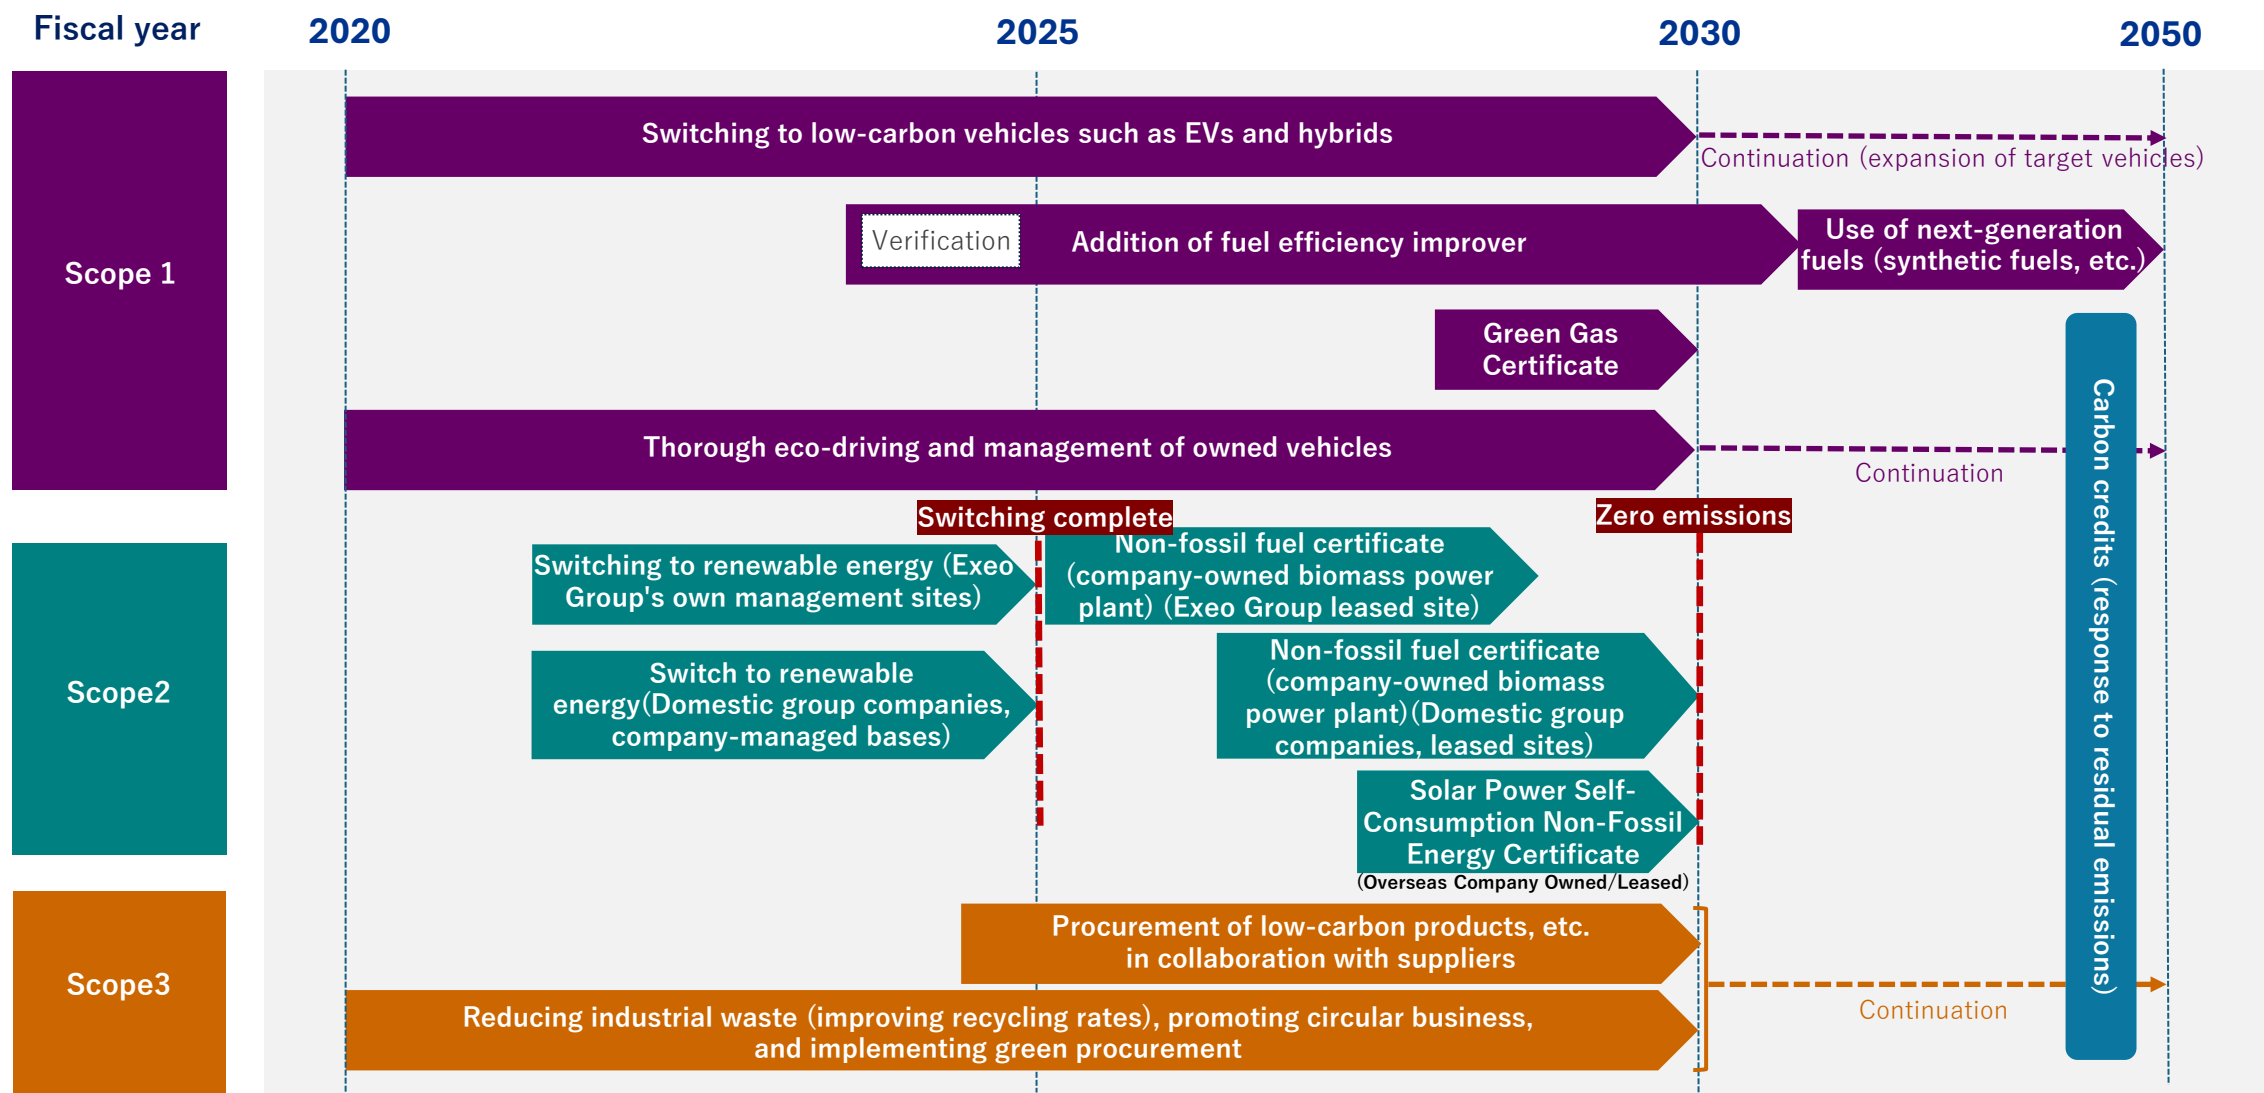 Fiscal year
2020
2025
2030
2050
Scope 1
Switching to low-carbon vehicles such as EVs and hybrids
Continuation (expansion of target vehicles)
Verification
Addition of fuel efficiency improver
Use of next-generation
fuels (synthetic fuels, etc.)
Green Gas
Certificate
Thorough eco-driving and management of owned vehicles
Continuation
Carbon credits (response to residual emissions)
Scope2
Switching complete
Zero emissions
Switching to renewable energy (Exeo
Group's own management sites)
Non-fossil fuel certificate
(company-owned biomass power
plant) (Exeo Group leased site)
Switch to renewable
energy(Domestic group companies,
company-managed bases)
Non-fossil fuel certificate
(company-owned biomass
power plant)(Domestic group
companies, leased sites)
Solar Power Self-
Consumption Non-Fossil
Energy Certificate
(Overseas Company Owned/Leased)
Scope3
Procurement of low-carbon products, etc.
in collaboration with suppliers
Reducing industrial waste (improving recycling rates), promoting circular business,
and implementing green procurement
Continuation